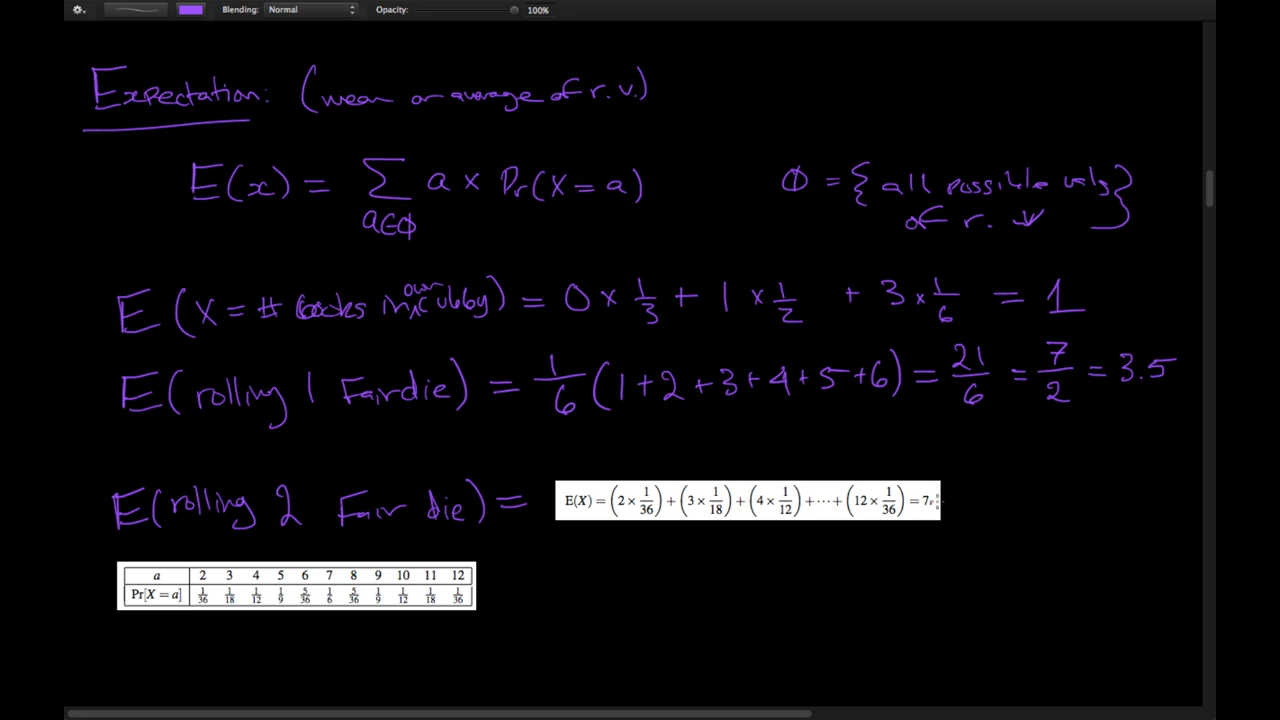 Blending: Normal Opacity: 100%
Expectation: (mean or average of r.v.)
E(x) = ∑ a × Pr(X = a)
a∈Φ
Φ = { all possible vals
of r. v }
E(X = # books in own cubby) = 0 × 1/3 + 1 × 1/2 + 3 × 1/6 = 1
E(rolling 1 Fair die) = 1/6 (1+2+3+4+5+6) = 21/6 = 7/2 = 3.5
E(rolling 2 Fair die) = E(X) = (2 × 1/36) + (3 × 1/18) + (4 × 1/12) + ··· + (12 × 1/36) = 7
a 2 3 4 5 6 7 8 9 10 11 12
Pr[X = a] 1/36 1/18 1/12 1/9 5/36 1/6 5/36 1/9 1/12 1/18 1/36